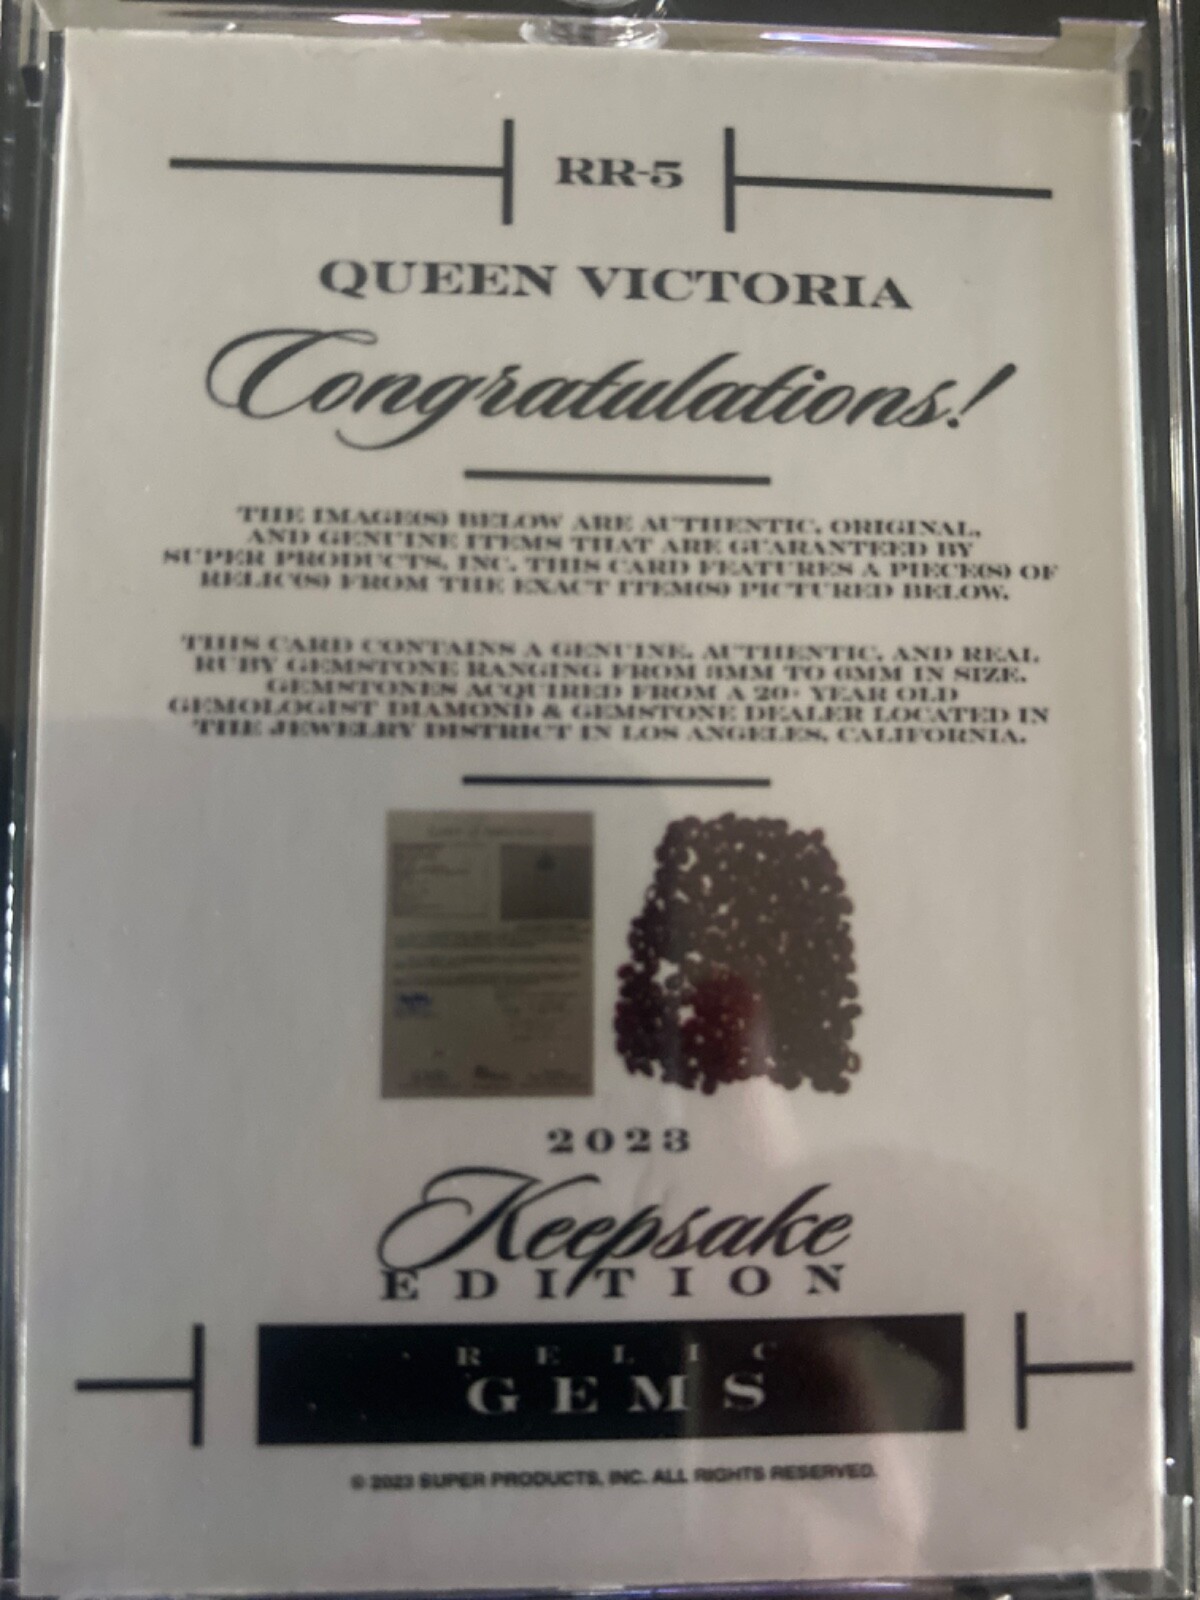 RR-5
QUEEN VICTORIA
Congratulations!
THE IMAGE(S) BELOW ARE AUTHENTIC, ORIGINAL,
AND GENUINE ITEMS THAT ARE GUARANTEED BY
SUPER PRODUCTS, INC. THIS CARD FEATURES A PIECE(S) OF
RELIC(S) FROM THE EXACT ITEM(S) PICTURED BELOW.
THIS CARD CONTAINS A GENUINE, AUTHENTIC, AND REAL
RUBY GEMSTONE RANGING FROM 3MM TO 6MM IN SIZE.
GEMSTONES ACQUIRED FROM A 20+ YEAR OLD
GEMOLOGIST DIAMOND & GEMSTONE DEALER LOCATED IN
THE JEWELRY DISTRICT IN LOS ANGELES, CALIFORNIA.
2023
Keepsake
EDITION
RELIC
GEMS
© 2023 SUPER PRODUCTS, INC. ALL RIGHTS RESERVED.